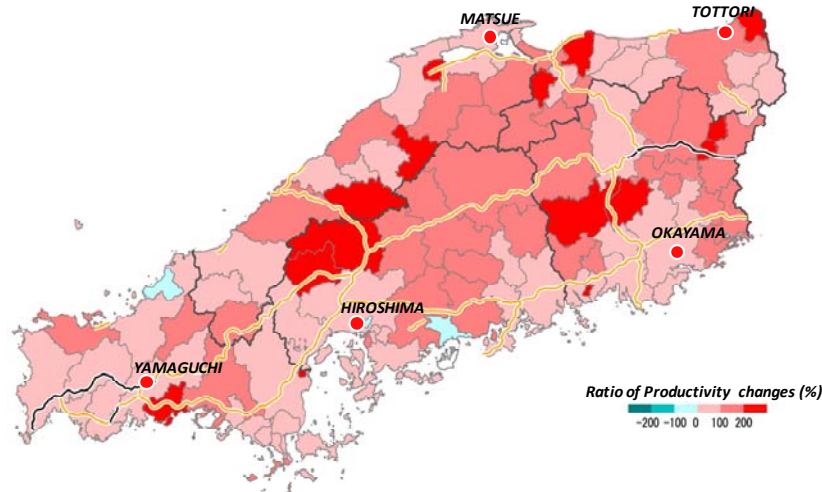 MATSUE
TOTTORI
OKAYAMA
HIROSHIMA
YAMAGUCHI
Ratio of Productivity changes (%)
-200 -100 0 100 200